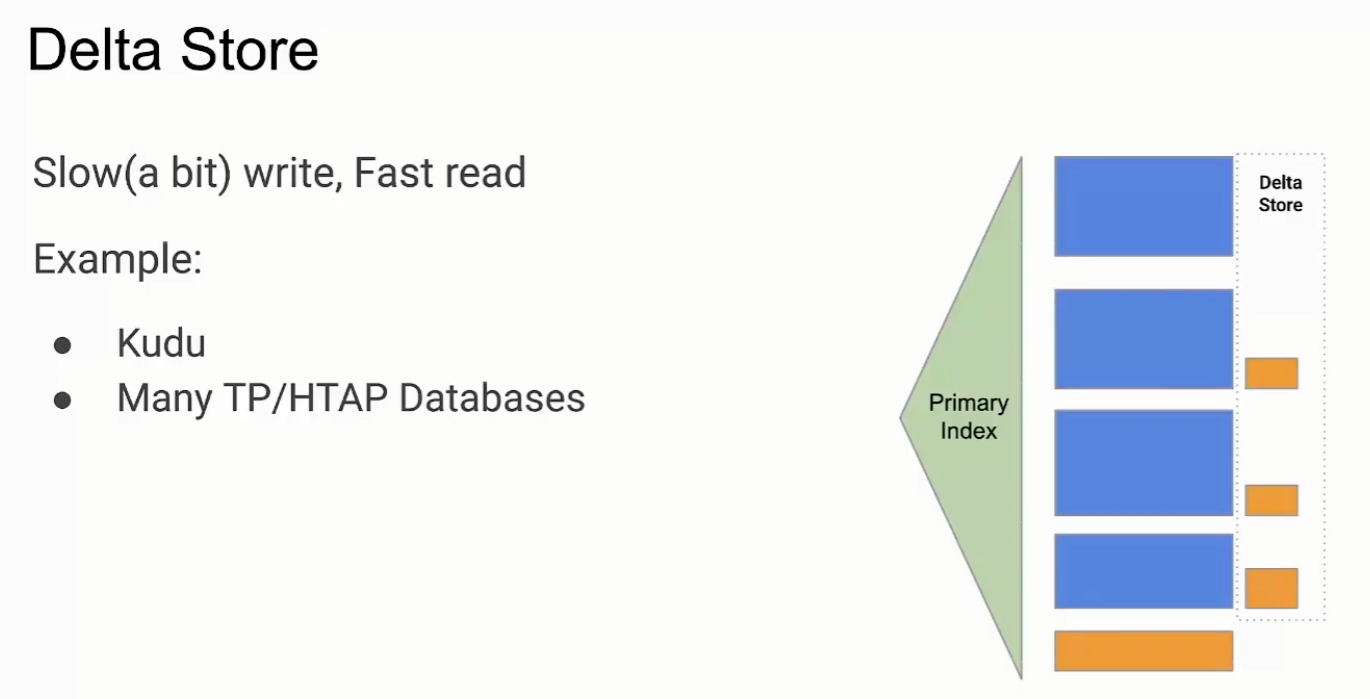 Delta Store
Slow(a bit) write, Fast read
Example:
● Kudu
● Many TP/HTAP Databases
Primary
Index
Delta
Store